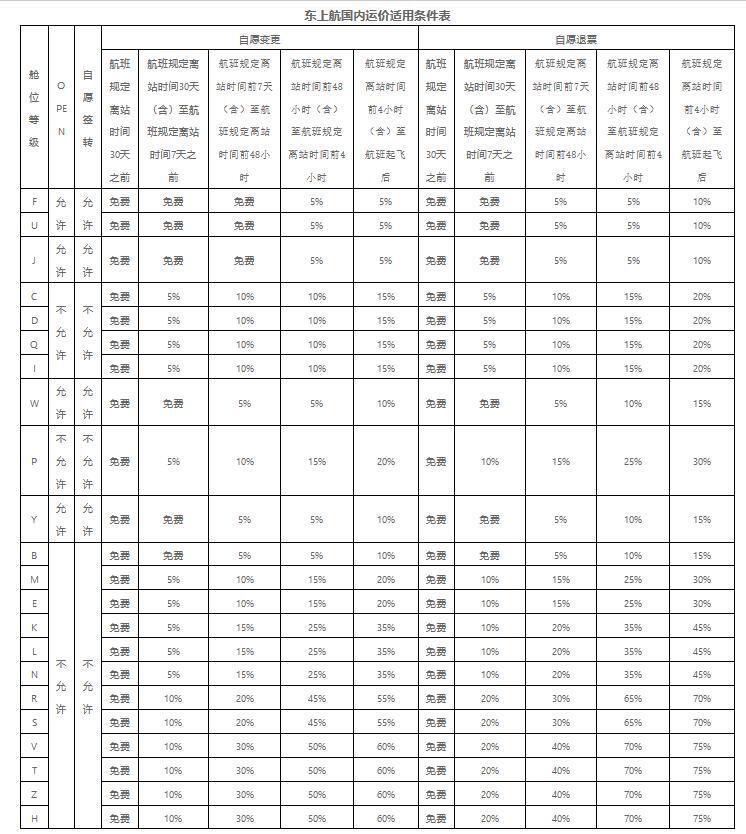 东上航国内运价适用条件表
舱位等级
OPEN
自愿签转
自愿变更
自愿退票
航班规定离站时间30天之前
航班规定离站时间30天（含）至航班规定离站时间7天之前
航班规定离站时间前7天（含）至航班规定离站时间前48小时
航班规定离站时间前48小时（含）至航班规定离站时间前4小时
航班规定离站时间前4小时（含）至航班起飞后
航班规定离站时间30天之前
航班规定离站时间30天（含）至航班规定离站时间7天之前
航班规定离站时间前7天（含）至航班规定离站时间前48小时
航班规定离站时间前48小时（含）至航班规定离站时间前4小时
航班规定离站时间前4小时（含）至航班起飞后
F 允许 允许 免费 免费 免费 5% 5% 免费 免费 5% 5% 10%
U 免费 免费 免费 5% 5% 免费 免费 5% 5% 10%
J 允许 允许 免费 免费 免费 5% 5% 免费 免费 5% 5% 10%
C 不允许 不允许 免费 5% 10% 10% 15% 免费 5% 10% 15% 20%
D 免费 5% 10% 10% 15% 免费 5% 10% 15% 20%
Q 免费 5% 10% 10% 15% 免费 5% 10% 15% 20%
I 免费 5% 10% 10% 15% 免费 5% 10% 15% 20%
W 允许 允许 免费 免费 5% 5% 10% 免费 免费 5% 10% 15%
P 不允许 不允许 免费 5% 10% 15% 20% 免费 10% 15% 25% 30%
Y 允许 允许 免费 免费 5% 5% 10% 免费 免费 5% 10% 15%
B 不允许 不允许 免费 免费 5% 5% 10% 免费 免费 5% 10% 15%
M 免费 5% 10% 15% 20% 免费 10% 15% 25% 30%
E 免费 5% 10% 15% 20% 免费 10% 15% 25% 30%
K 免费 5% 15% 25% 35% 免费 10% 20% 35% 45%
L 免费 5% 15% 25% 35% 免费 10% 20% 35% 45%
N 免费 5% 15% 25% 35% 免费 10% 20% 35% 45%
R 免费 10% 20% 45% 55% 免费 20% 30% 65% 70%
S 免费 10% 20% 45% 55% 免费 20% 30% 65% 70%
V 免费 10% 30% 50% 60% 免费 20% 40% 70% 75%
T 免费 10% 30% 50% 60% 免费 20% 40% 70% 75%
Z 免费 10% 30% 50% 60% 免费 20% 40% 70% 75%
H 免费 10% 30% 50% 60% 免费 20% 40% 70% 75%